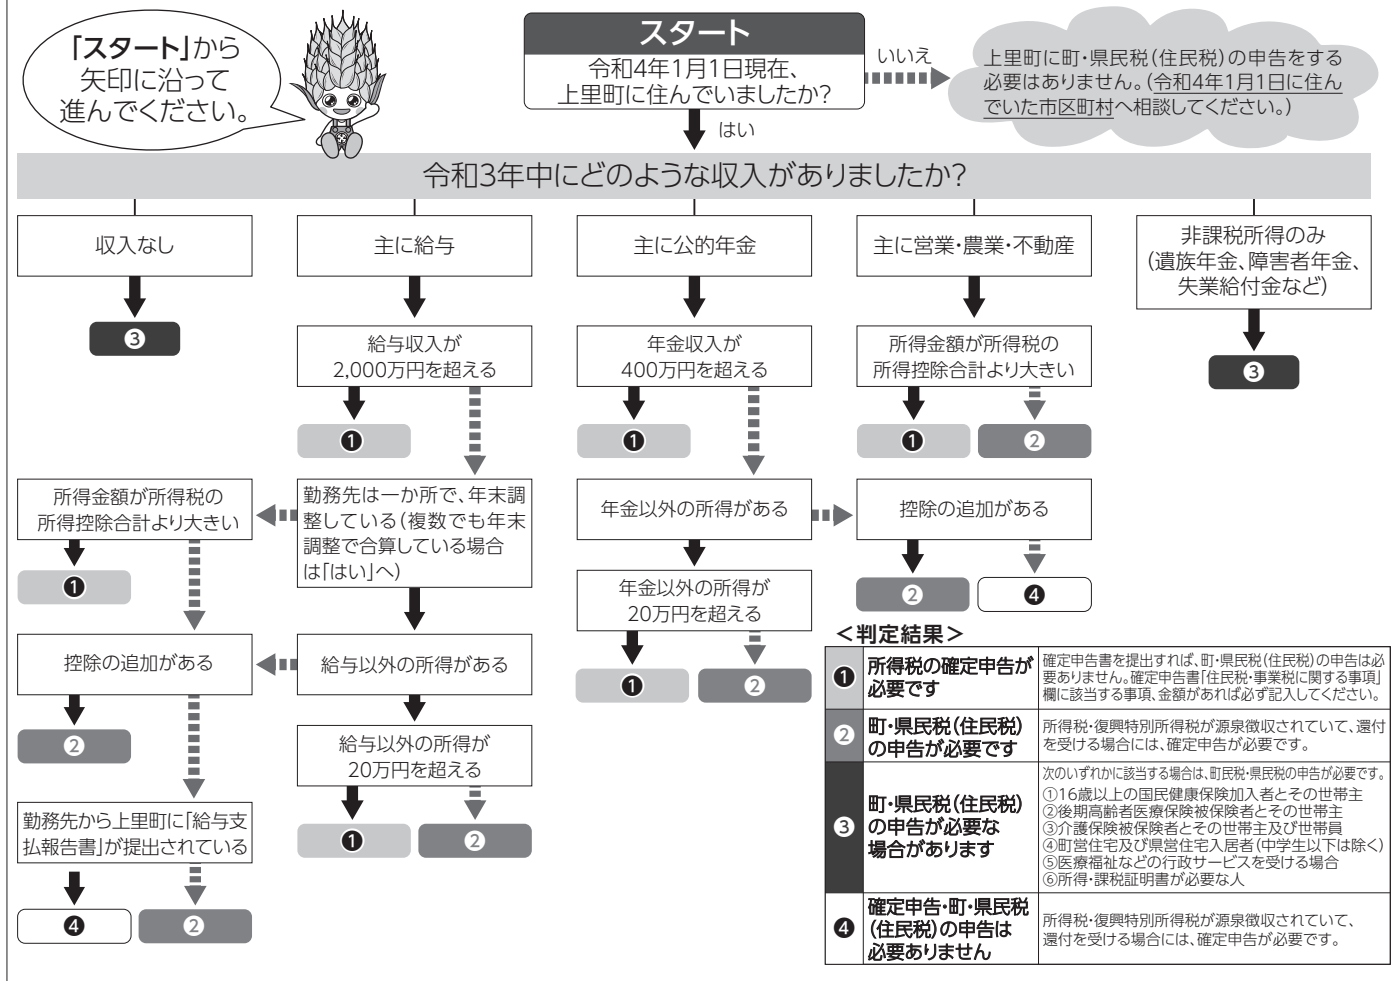 「スタート」から
矢印に沿って
進んでください。
スタート
令和4年1月1日現在、
上里町に住んでいましたか?
いいえ
上里町に町・県民税(住民税)の申告をする
必要はありません。(令和4年1月1日に住ん
でいた市区町村へ相談してください。)
はい
令和3年中にどのような収入がありましたか?
収入なし
❸
主に給与
給与収入が
2,000万円を超える
❶
勤務先は一か所で、年末調
整している(複数でも年末
調整で合算している場合
は「はい」へ)
所得金額が所得税の
所得控除合計より大きい
❶
給与以外の所得がある
控除の追加がある
❷
給与以外の所得が
20万円を超える
❶
❷
勤務先から上里町に「給与支
払報告書」が提出されている
❹
❷
主に公的年金
年金収入が
400万円を超える
❶
年金以外の所得がある
年金以外の所得が
20万円を超える
❶
❷
控除の追加がある
❷
❹
主に営業・農業・不動産
所得金額が所得税の
所得控除合計より大きい
❶
❷
非課税所得のみ
(遺族年金、障害者年金、
失業給付金など)
❸
<判定結果>
❶
所得税の確定申告が
必要です
確定申告書を提出すれば、町・県民税(住民税)の申告は必
要ありません。確定申告書「住民税・事業税に関する事項」
欄に該当する事項、金額があれば必ず記入してください。
❷
町・県民税(住民税)
の申告が必要です
所得税・復興特別所得税が源泉徴収されていて、還付
を受ける場合には、確定申告が必要です。
❸
町・県民税(住民税)
の申告が必要な
場合があります
次のいずれかに該当する場合は、町民税・県民税の申告が必要です。
①16歳以上の国民健康保険加入者とその世帯主
②後期高齢者医療保険被保険者とその世帯主
③介護保険被保険者とその世帯主及び世帯員
④町営住宅及び県営住宅入居者(中学生以下は除く)
⑤医療福祉などの行政サービスを受ける場合
⑥所得・課税証明書が必要な人
❹
確定申告・町・県民税
(住民税)の申告は
必要ありません
所得税・復興特別所得税が源泉徴収されていて、
還付を受ける場合には、確定申告が必要です。